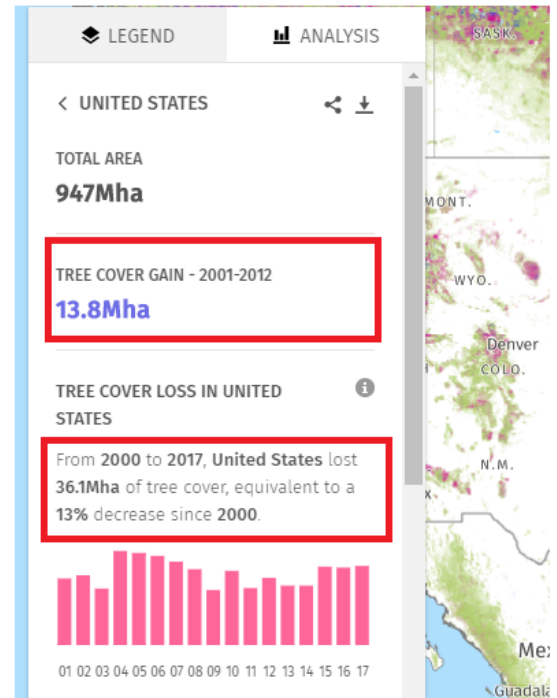 LEGEND
ANALYSIS
SASK.
< UNITED STATES
TOTAL AREA
947Mha
MONT.
TREE COVER GAIN - 2001-2012
13.8Mha
WYO.
Denver
COLO.
TREE COVER LOSS IN UNITED
STATES
From 2000 to 2017, United States lost
36.1Mha of tree cover, equivalent to a
13% decrease since 2000.
N.M.
01 02 03 04 05 06 07 08 09 10 11 12 13 14 15 16 17
Mex
Guadala